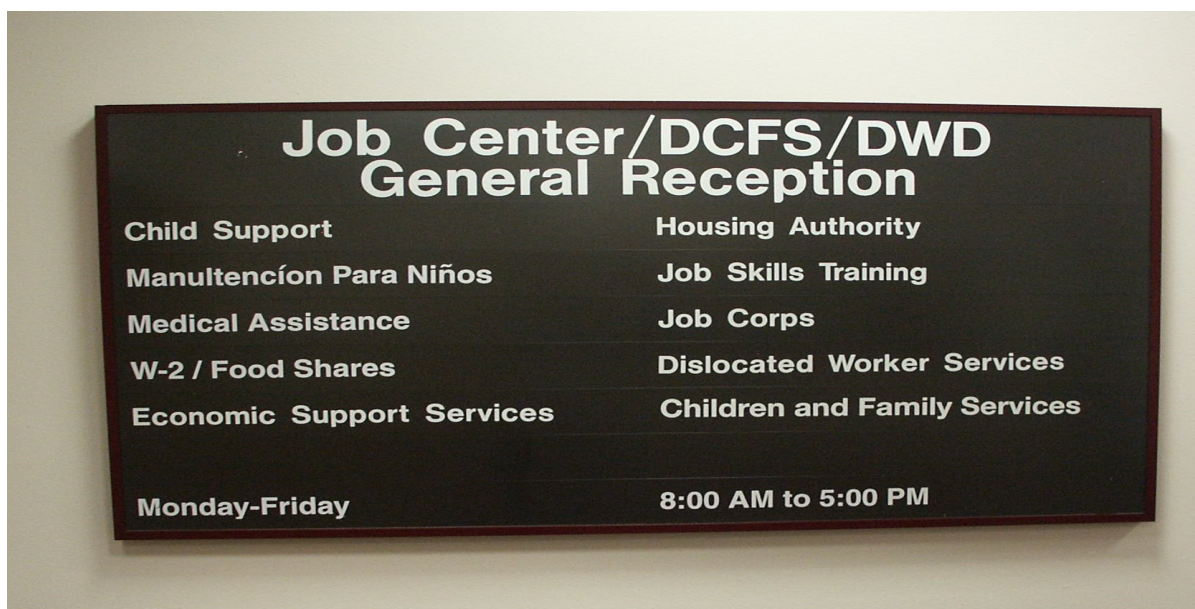 Job Center/DCFS/DWD
General Reception
Child Support
Manultencíon Para Niños
Medical Assistance
W-2 / Food Shares
Economic Support Services
Housing Authority
Job Skills Training
Job Corps
Dislocated Worker Services
Children and Family Services
Monday-Friday
8:00 AM to 5:00 PM